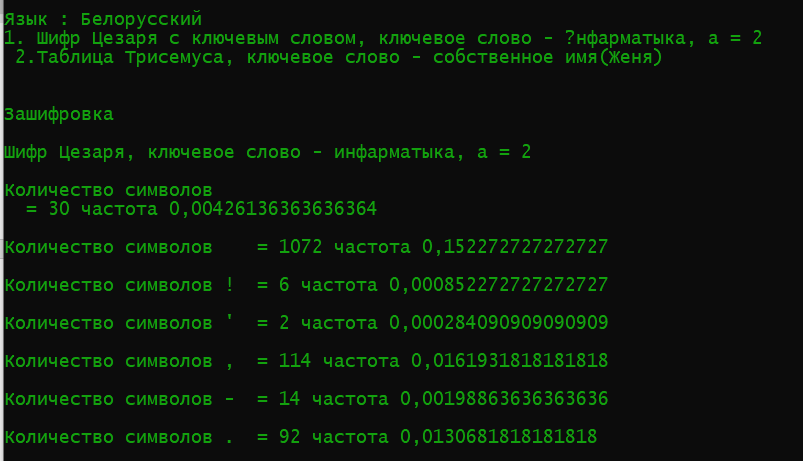 Язык : Белорусский
1. Шифр Цезаря с ключевым словом, ключевое слово - ?нфарматыка, а = 2
2.Таблица Трисемуса, ключевое слово - собственное имя(Женя)
Зашифровка
Шифр Цезаря, ключевое слово - инфарматыка, а = 2
Количество символов
= 30 частота 0,00426136363636364
Количество символов = 1072 частота 0,152272727272727
Количество символов ! = 6 частота 0,000852272727272727
Количество символов ' = 2 частота 0,000284090909090909
Количество символов , = 114 частота 0,0161931818181818
Количество символов - = 14 частота 0,00198863636363636
Количество символов . = 92 частота 0,0130681818181818